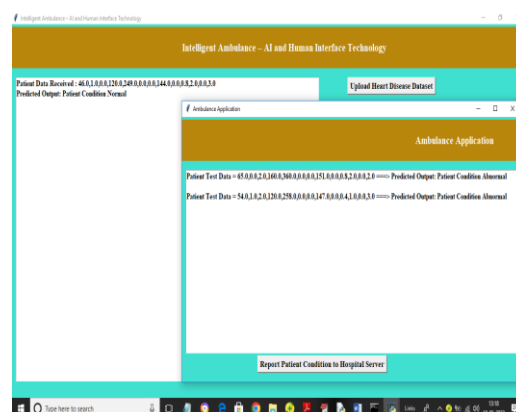 Intelligent Ambulance – AI and Human Interface Technology
Intelligent Ambulance – AI and Human Interface Technology
Patient Data Received : 46.0,1.0,0.0,120.0,249.0,0.0,0.0,144.0,0.0,0.8,2.0,0.0,3.0
Predicted Output: Patient Condition Normal
Upload Heart Disease Dataset
Ambulance Application
Ambulance Application
Patient Test Data = 65.0,0.0,2.0,160.0,360.0,0.0,0.0,151.0,0.0,0.8,2.0,0.0,2.0 ===> Predicted Output: Patient Condition Abnormal
Patient Test Data = 54.0,1.0,2.0,120.0,258.0,0.0,0.0,147.0,0.0,0.4,1.0,0.0,3.0 ===> Predicted Output: Patient Condition Abnormal
Report Patient Condition to Hospital Server
Type here to search
Links
13:18